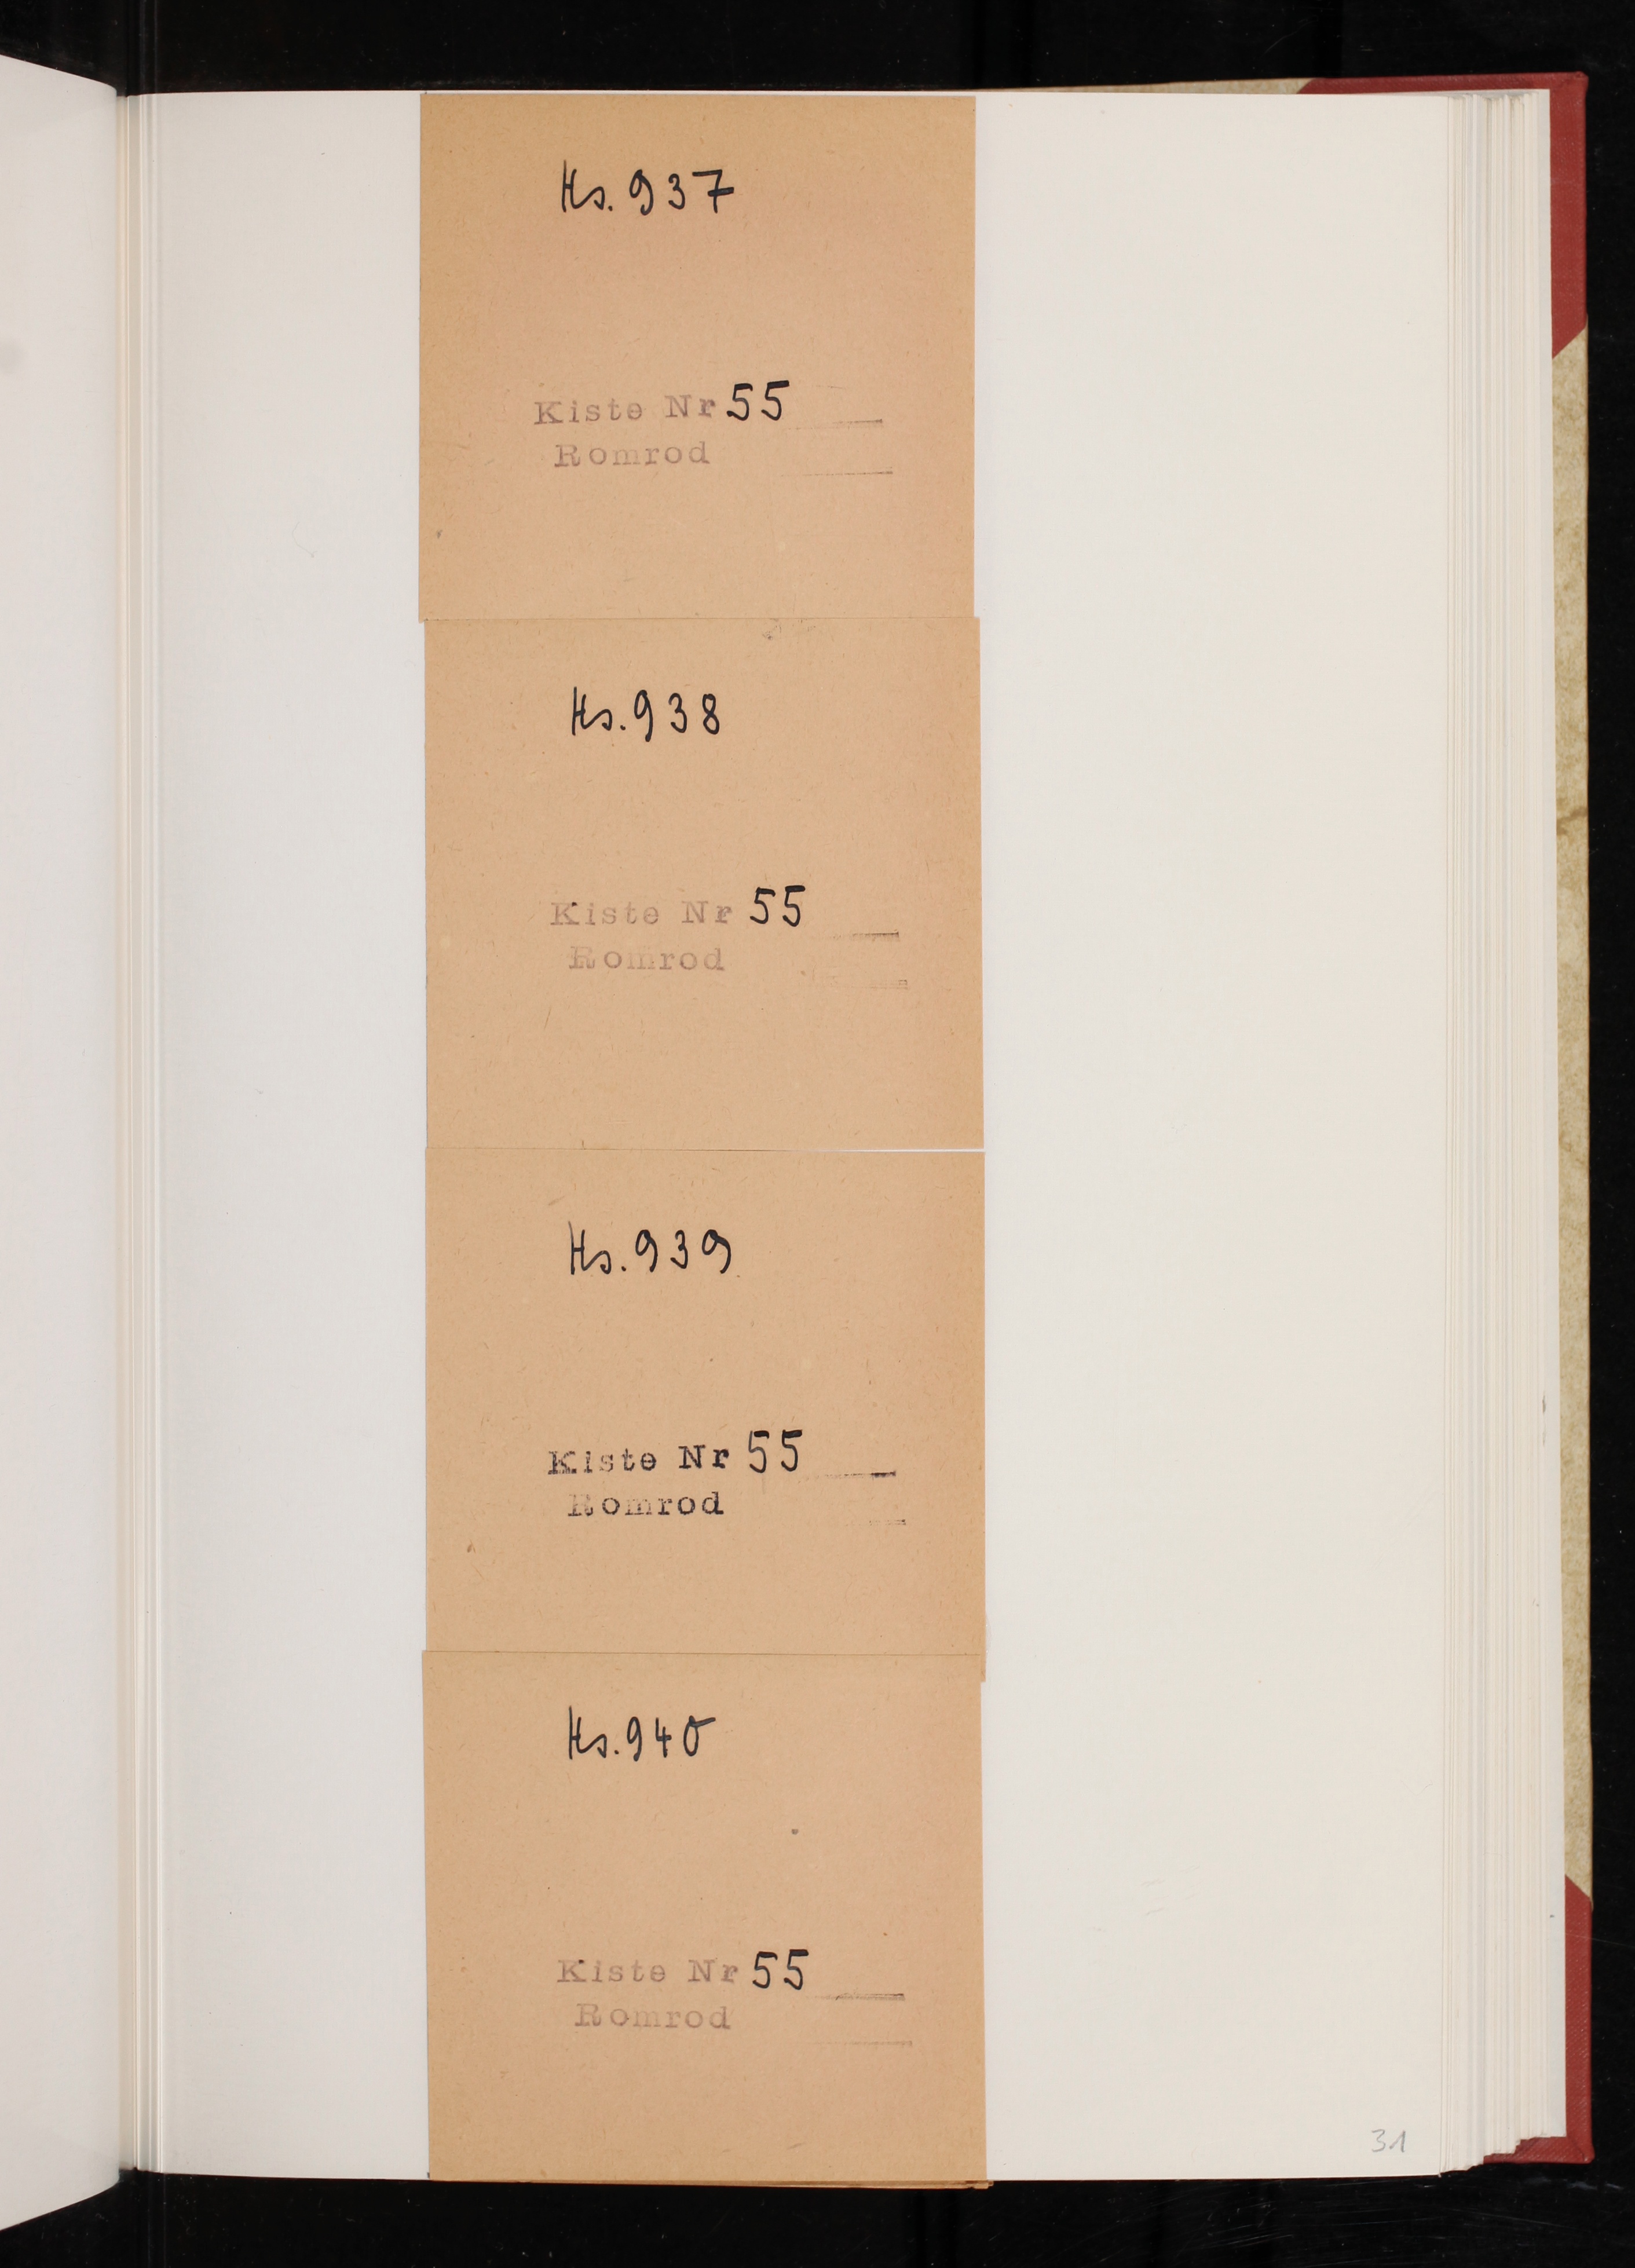 Hs. 937
Kiste Nr 55
Romrod
Hs. 938
Kiste Nr 55
Romrod
Hs. 939
Kiste Nr 55
Romrod
Hs. 940
Kiste Nr 55
Romrod
31